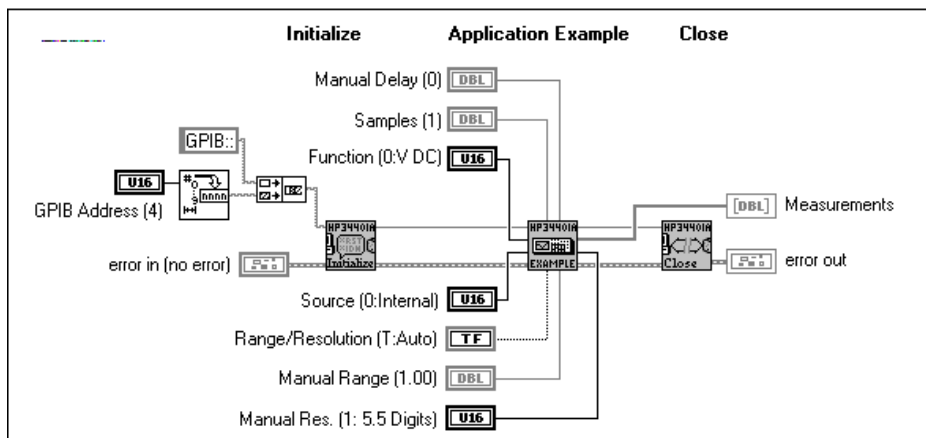 Initialize Application Example Close
Manual Delay (0) DBL
Samples (1) DBL
GPIB::
Function (0:V DC) U16
U16
GPIB Address (4)
HP34401A
Initialize
HP34401A
EXAMPLE
HP34401A
Close
[DBL] Measurements
error in (no error)
error out
Source (0:Internal) U16
Range/Resolution (T:Auto) TF
Manual Range (1.00) DBL
Manual Res. (1: 5.5 Digits) U16